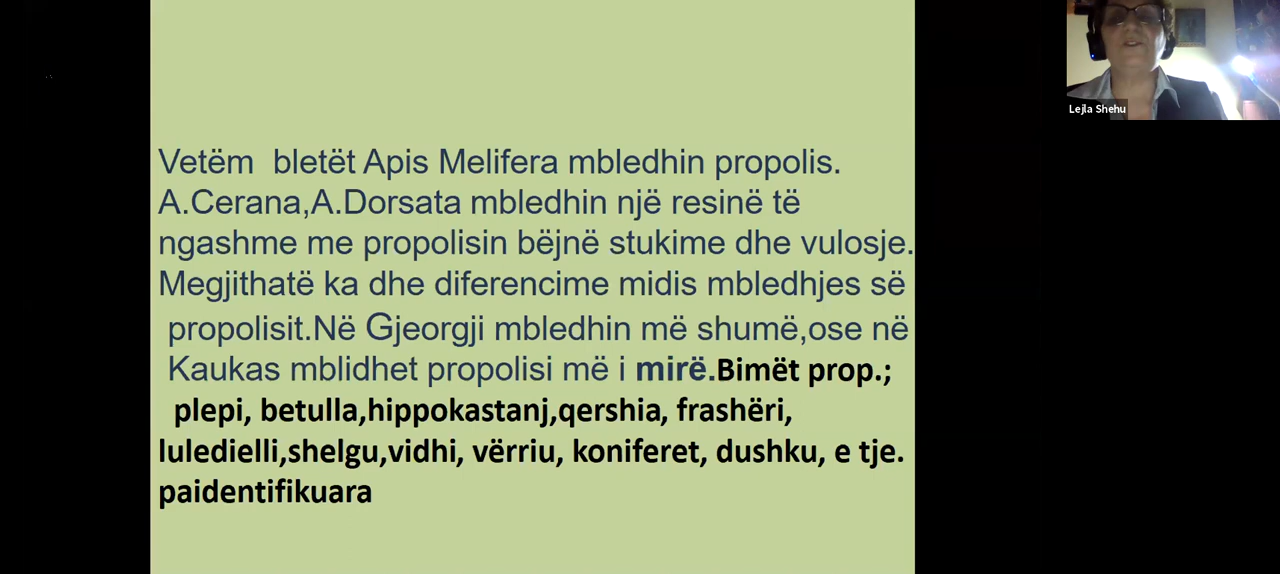 Vetëm  bletët Apis Melifera mbledhin propolis.
A.Cerana,A.Dorsata mbledhin një resinë të
ngashme me propolisin bëjnë stukime dhe vulosje.
Megjithatë ka dhe diferencime midis mbledhjes së
propolisit.Në Gjeorgji mbledhin më shumë,ose në
Kaukas mblidhet propolisi më i mirë.Bimët prop.;
plepi, betulla,hippokastanj,qershia, frashëri,
luledielli,shelgu,vidhi, vërriu, koniferet, dushku, e tje.
paidentifikuara
Lejla Shehu